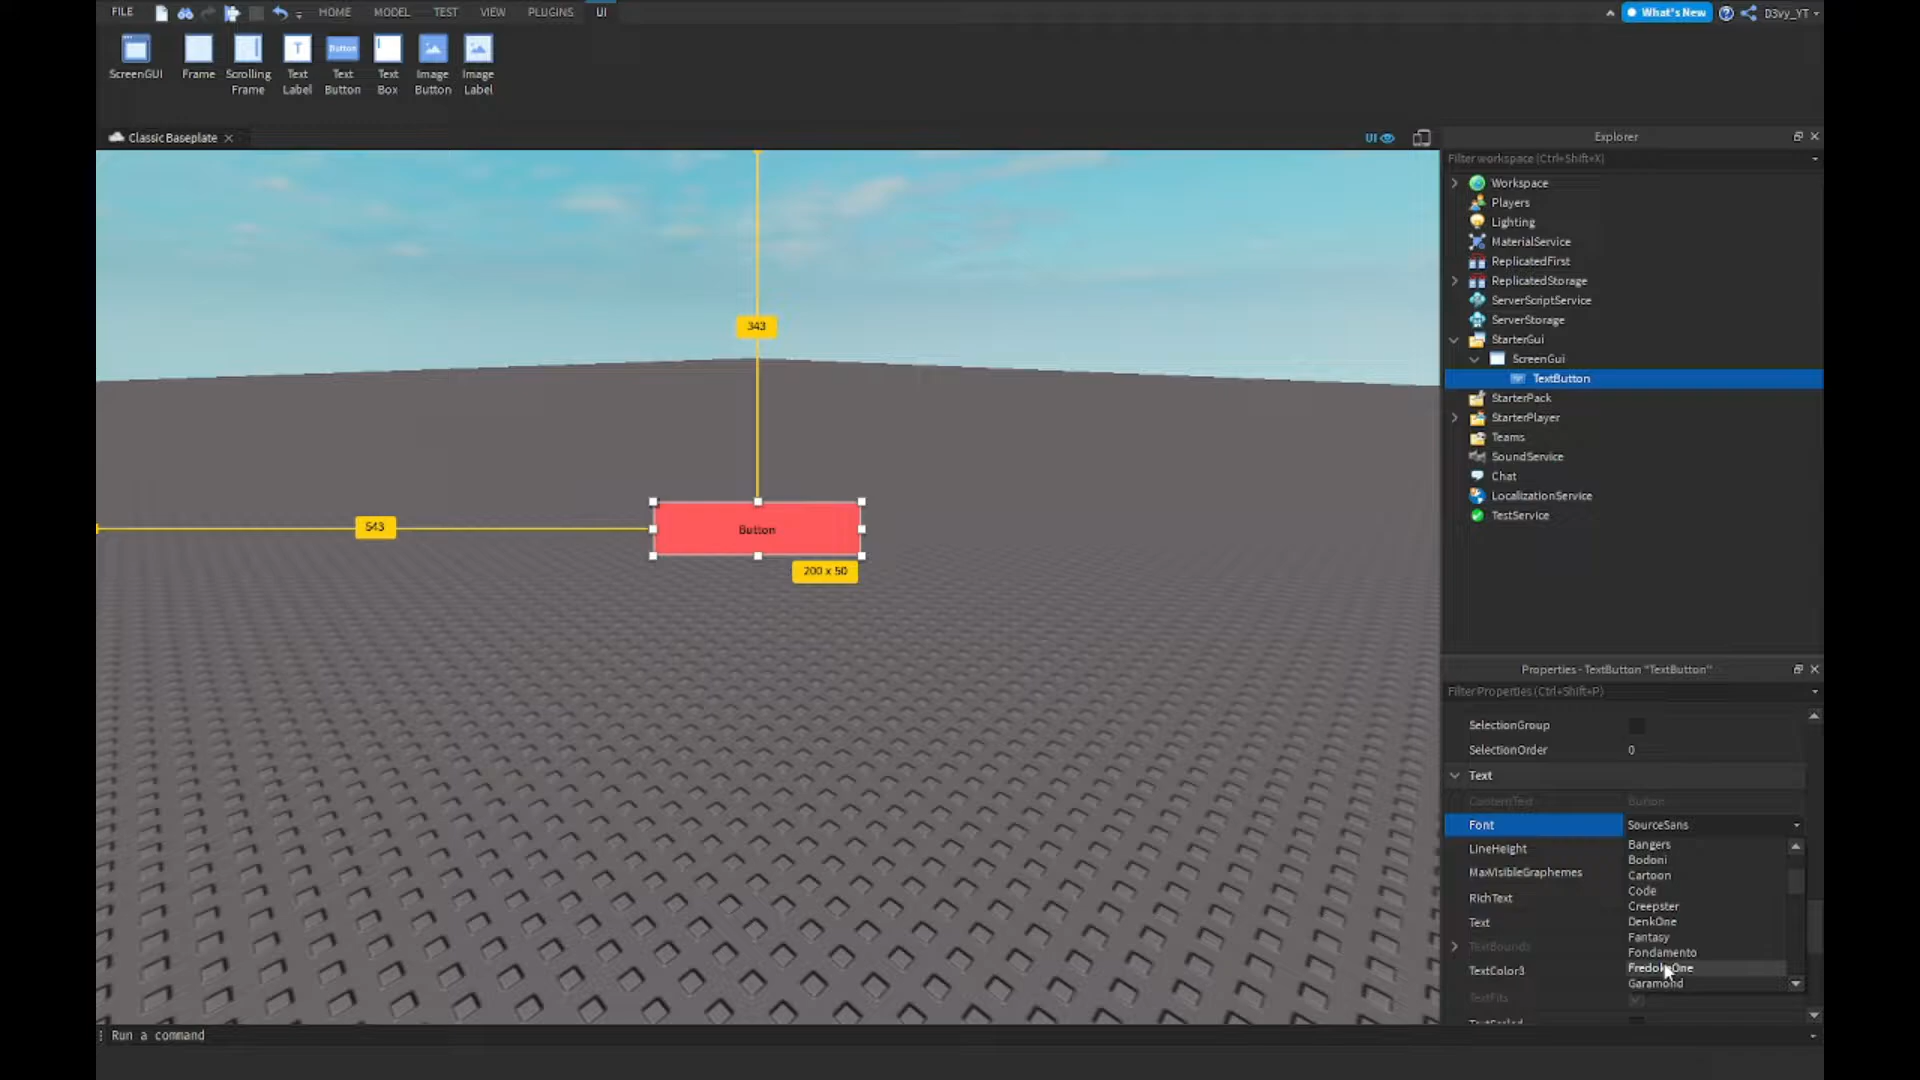 FILE HOME MODEL TEST VIEW PLUGINS UI What's New D3vy_YT
ScreenGUI Frame Scrolling Frame Text Label Text Button Button Text Box Image Button Image Label
Classic Baseplate UI Explorer
Filter workspace (Ctrl+Shift+X)
Workspace
Players
Lighting
MaterialService
ReplicatedFirst
ReplicatedStorage
ServerScriptService
ServerStorage
StarterGui
ScreenGui
TextButton
StarterPack
StarterPlayer
Teams
SoundService
Chat
LocalizationService
TestService
343
543
Button
200 x 50
Properties - TextButton "TextButton"
Filter Properties (Ctrl+Shift+P)
SelectionGroup
SelectionOrder 0
Text
ContentText Button
Font SourceSans
LineHeight
MaxVisibleGraphemes
RichText
Text
TextBounds
TextColor3
TextFits
TextScaled
Bangers
Bodoni
Cartoon
Code
Creepster
DenkOne
Fantasy
Fondamento
FredokaOne
Garamond
Run a command